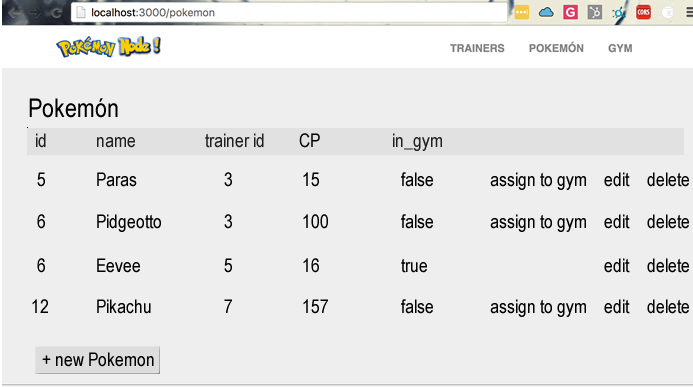 localhost:3000/pokemon
CORS
Pokémon Node!
TRAINERS POKEMÓN GYM
Pokemón
id name trainer id CP in_gym
5 Paras 3 15 false assign to gym edit delete
6 Pidgeotto 3 100 false assign to gym edit delete
6 Eevee 5 16 true edit delete
12 Pikachu 7 157 false assign to gym edit delete
+ new Pokemon